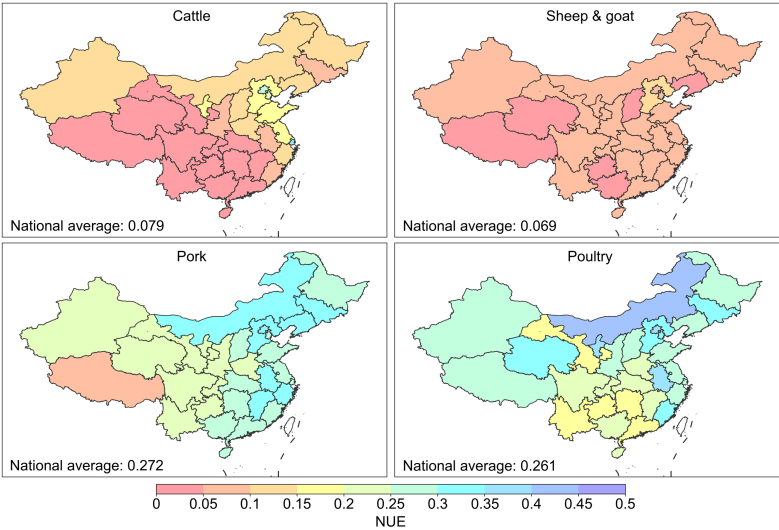 Cattle
Sheep & goat
National average: 0.079
National average: 0.069
Pork
Poultry
National average: 0.272
National average: 0.261
0 0.05 0.1 0.15 0.2 0.25 0.3 0.35 0.4 0.45 0.5
NUE